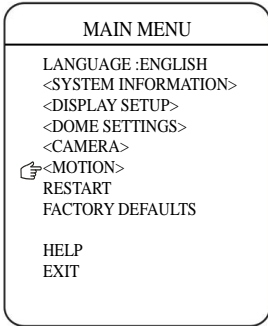 MAIN MENU
LANGUAGE :ENGLISH
<SYSTEM INFORMATION>
<DISPLAY SETUP>
<DOME SETTINGS>
<CAMERA>
<MOTION>
RESTART
FACTORY DEFAULTS
HELP
EXIT